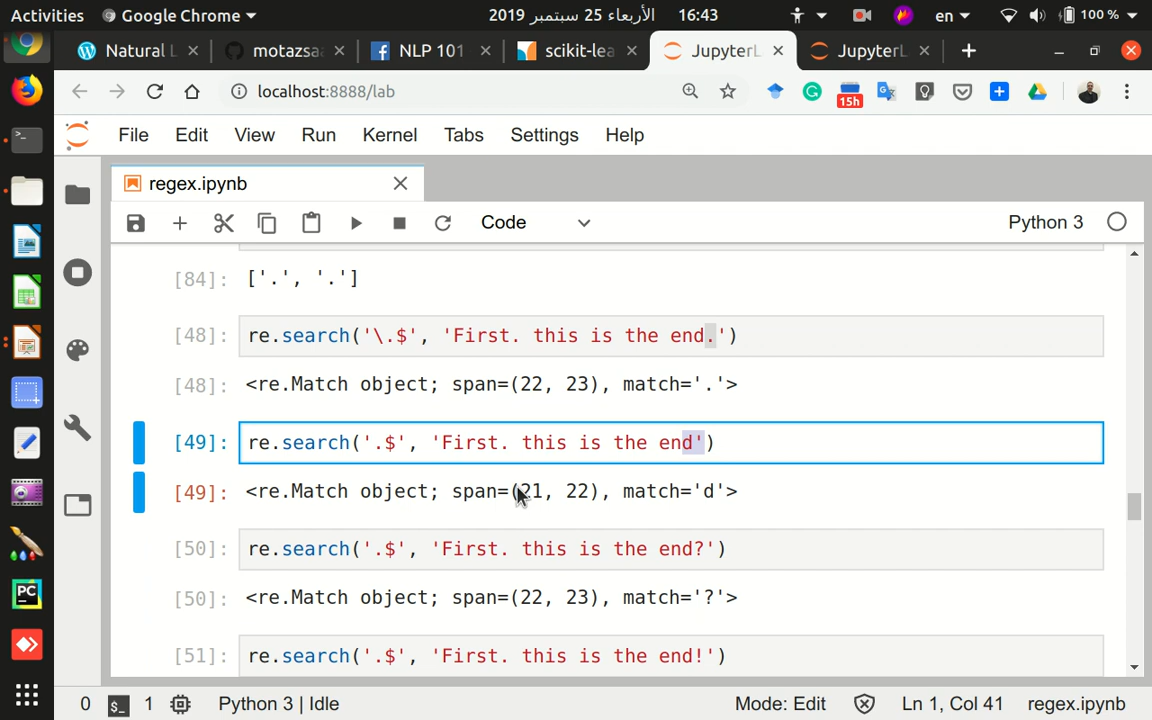 Activities Google Chrome الأربعاء 25 سبتمبر 2019 16:43 en 100 %
Natural L motazsaa NLP 101 scikit-lea JupyterL JupyterL
localhost:8888/lab 15h
File Edit View Run Kernel Tabs Settings Help
regex.ipynb
Code Python 3
[84]: ['.', '.']
[48]: re.search('\.$', 'First. this is the end.')
[48]: <re.Match object; span=(22, 23), match='.'>
[49]: re.search('.$', 'First. this is the end')
[49]: <re.Match object; span=(21, 22), match='d'>
[50]: re.search('.$', 'First. this is the end?')
[50]: <re.Match object; span=(22, 23), match='?'>
[51]: re.search('.$', 'First. this is the end!')
0 1 Python 3 | Idle Mode: Edit Ln 1, Col 41 regex.ipynb